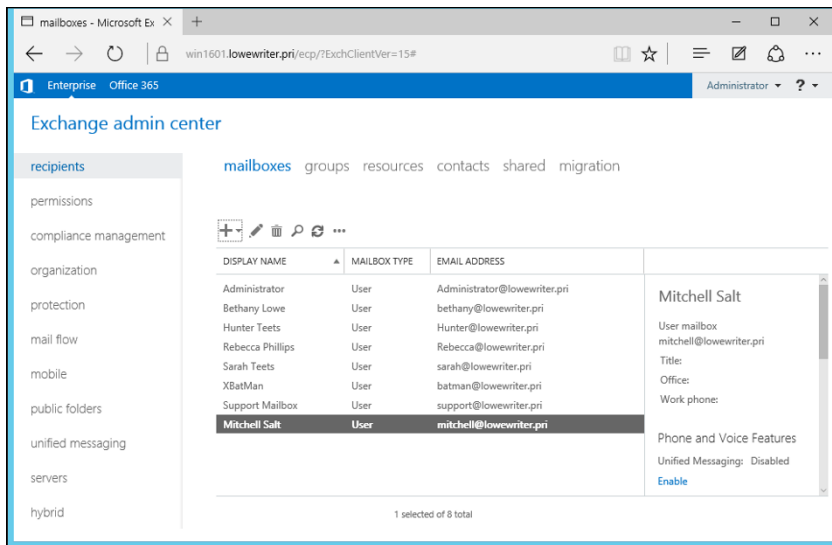 mailboxes - Microsoft Ex
win1601.lowewriter.pri/ecp/?ExchClientVer=15#
Enterprise Office 365 Administrator ?
Exchange admin center
recipients
permissions
compliance management
organization
protection
mail flow
mobile
public folders
unified messaging
servers
hybrid
mailboxes groups resources contacts shared migration
DISPLAY NAME MAILBOX TYPE EMAIL ADDRESS
Administrator User Administrator@lowewriter.pri
Bethany Lowe User bethany@lowewriter.pri
Hunter Teets User Hunter@lowewriter.pri
Rebecca Phillips User Rebecca@lowewriter.pri
Sarah Teets User sarah@lowewriter.pri
XBatMan User batman@lowewriter.pri
Support Mailbox User support@lowewriter.pri
Mitchell Salt User mitchell@lowewriter.pri
1 selected of 8 total
Mitchell Salt
User mailbox
mitchell@lowewriter.pri
Title:
Office:
Work phone:
Phone and Voice Features
Unified Messaging: Disabled
Enable